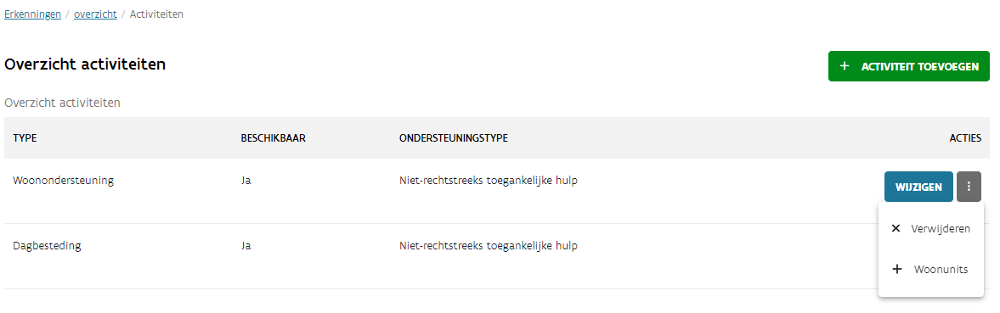 Erkenningen / overzicht / Activiteiten
Overzicht activiteiten
+ ACTIVITEIT TOEVOEGEN
Overzicht activiteiten
TYPE BESCHIKBAAR ONDERSTEUNINGSTYPE ACTIES
Woonondersteuning Ja Niet-rechtstreeks toegankelijke hulp WIJZIGEN
Verwijderen
Dagbesteding Ja Niet-rechtstreeks toegankelijke hulp
Woonunits